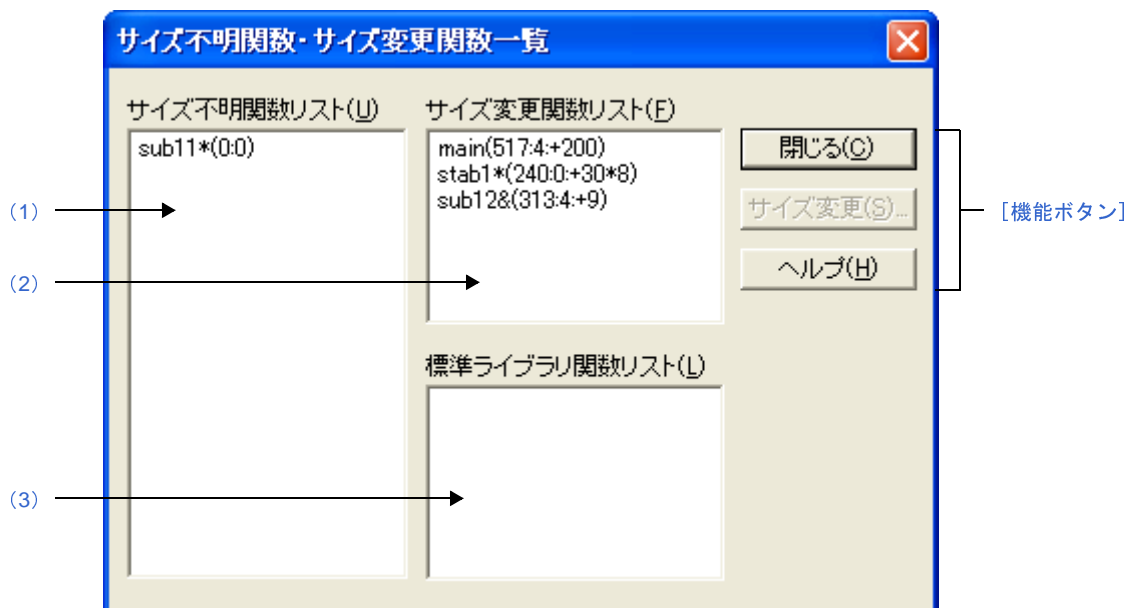 サイズ不明関数・サイズ変更関数一覧
サイズ不明関数リスト(U)
サイズ変更関数リスト(F)
sub11*(0:0)
main(517:4:+200)
stab1*(240:0:+30*8)
sub12&(313:4:+9)
閉じる(C)
サイズ変更(S)...
ヘルプ(H)
[機能ボタン]
(1)
(2)
標準ライブラリ関数リスト(L)
(3)